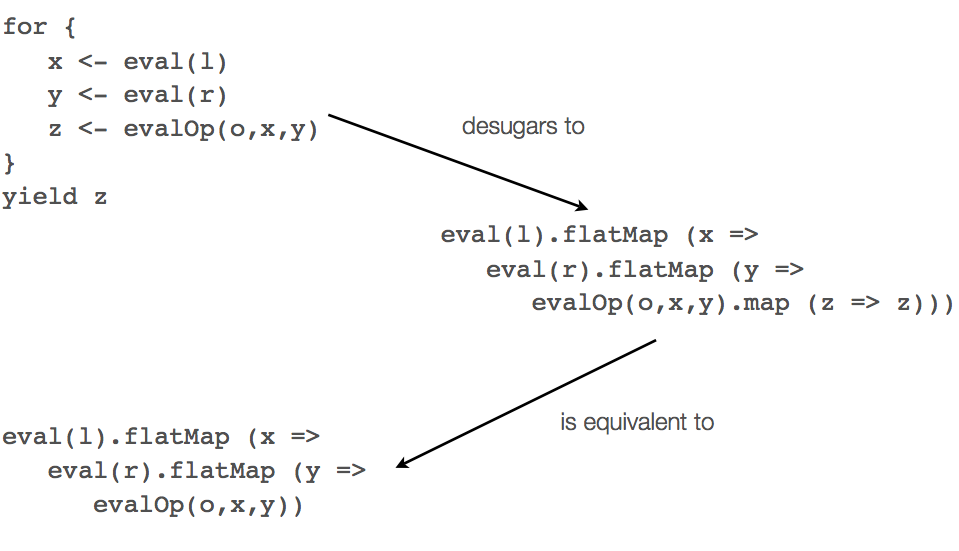 for {
   x <- eval(l)
   y <- eval(r)
   z <- evalOp(o,x,y)
}
yield z
desugars to
eval(l).flatMap (x =>
   eval(r).flatMap (y =>
      evalOp(o,x,y).map (z => z)))
is equivalent to
eval(l).flatMap (x =>
   eval(r).flatMap (y =>
      evalOp(o,x,y))